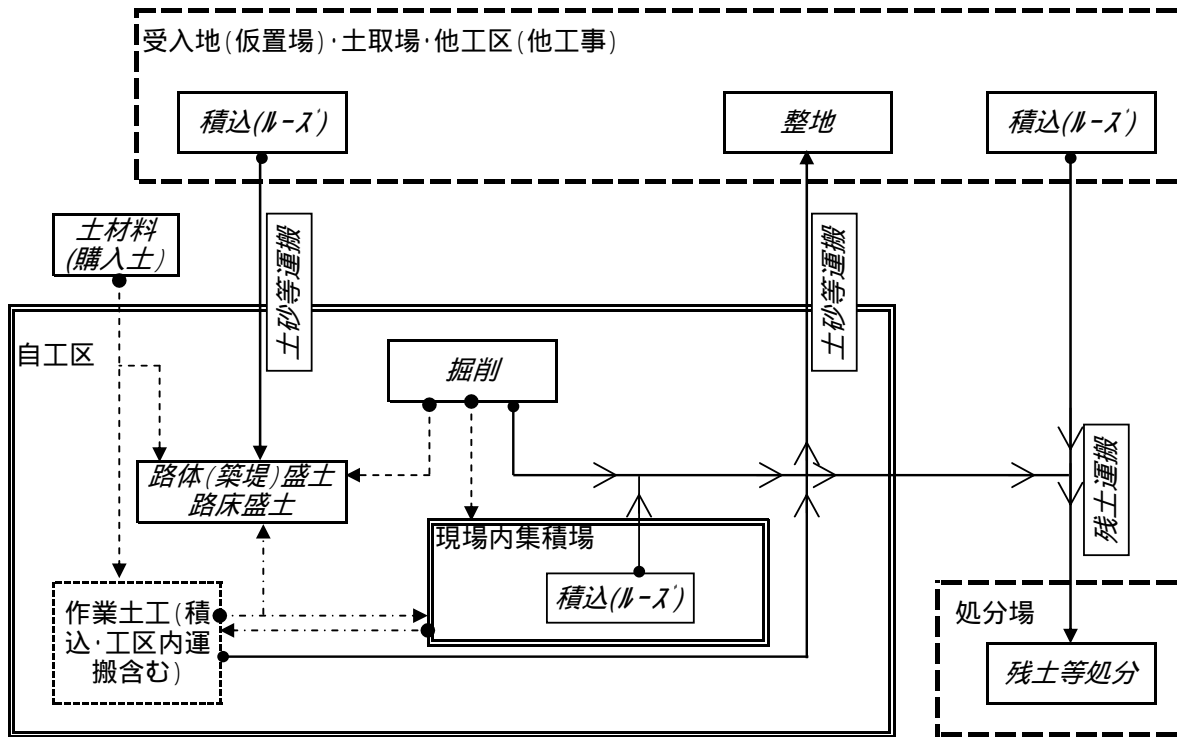 受入地(仮置場)･土取場･他工区(他工事)
積込(ﾙｰｽﾞ)
整地
積込(ﾙｰｽﾞ)
土材料
(購入土)
土砂等運搬
土砂等運搬
自工区
掘削
路体(築堤)盛土
路床盛土
残土運搬
現場内集積場
積込(ﾙｰｽﾞ)
作業土工(積
込･工区内運
搬含む)
処分場
残土等処分